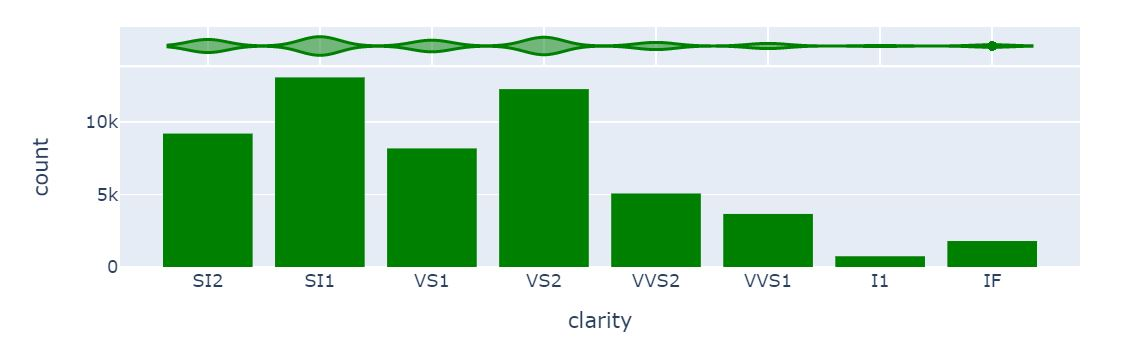 10k
5k
0
count
SI2 SI1 VS1 VS2 VVS2 VVS1 I1 IF
clarity